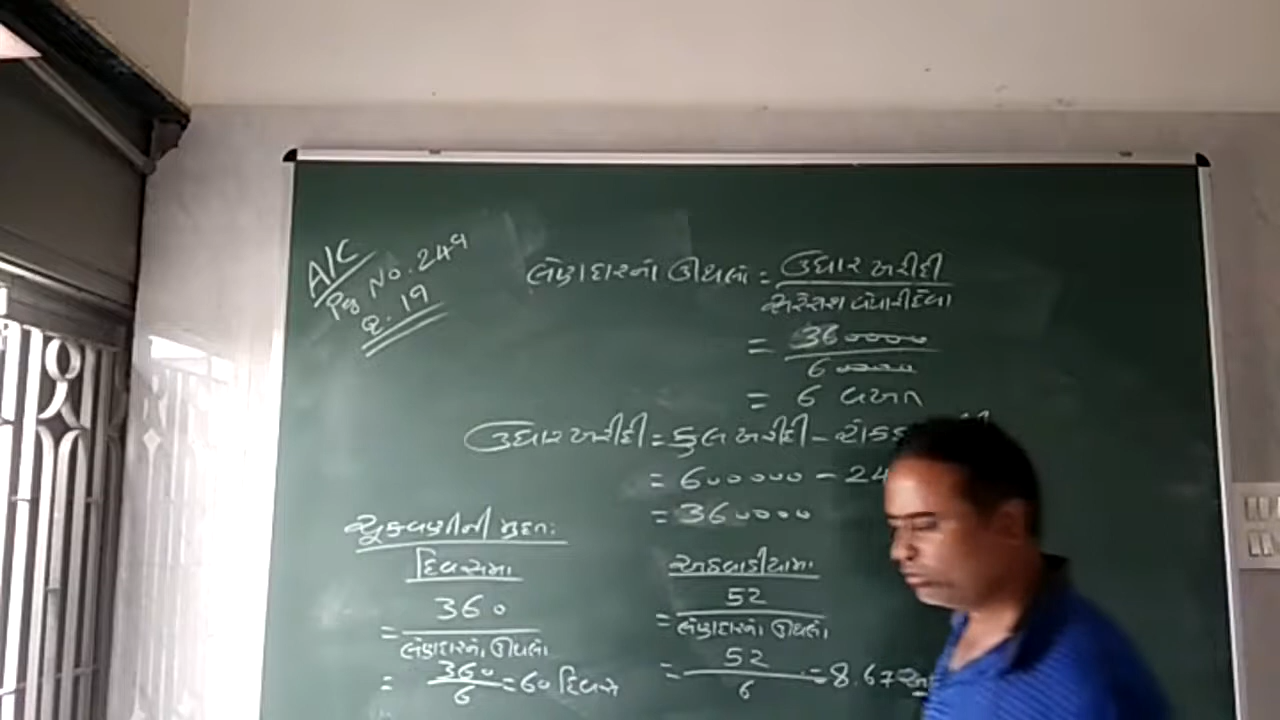 A/C
Pg No. 249
Q. 19
લેણદારનાં ઊથલો = ઉધાર ખરીદી
સરેરાશ વેપારીદેવા
= 360000
60000
= 6 વખત
ઉધાર ખરીદી = કુલ ખરીદી - રોકડ
= 600000 - 24
= 360000
ચૂકવણીની મુદત:
દિવસમા
= 360
લેણદારનો ઊથલો
= 360
6
= 60 દિવસ
અઠવાડીયામા
= 52
લેણદારનો ઊથલો
= 52
6
= 8.67 અ